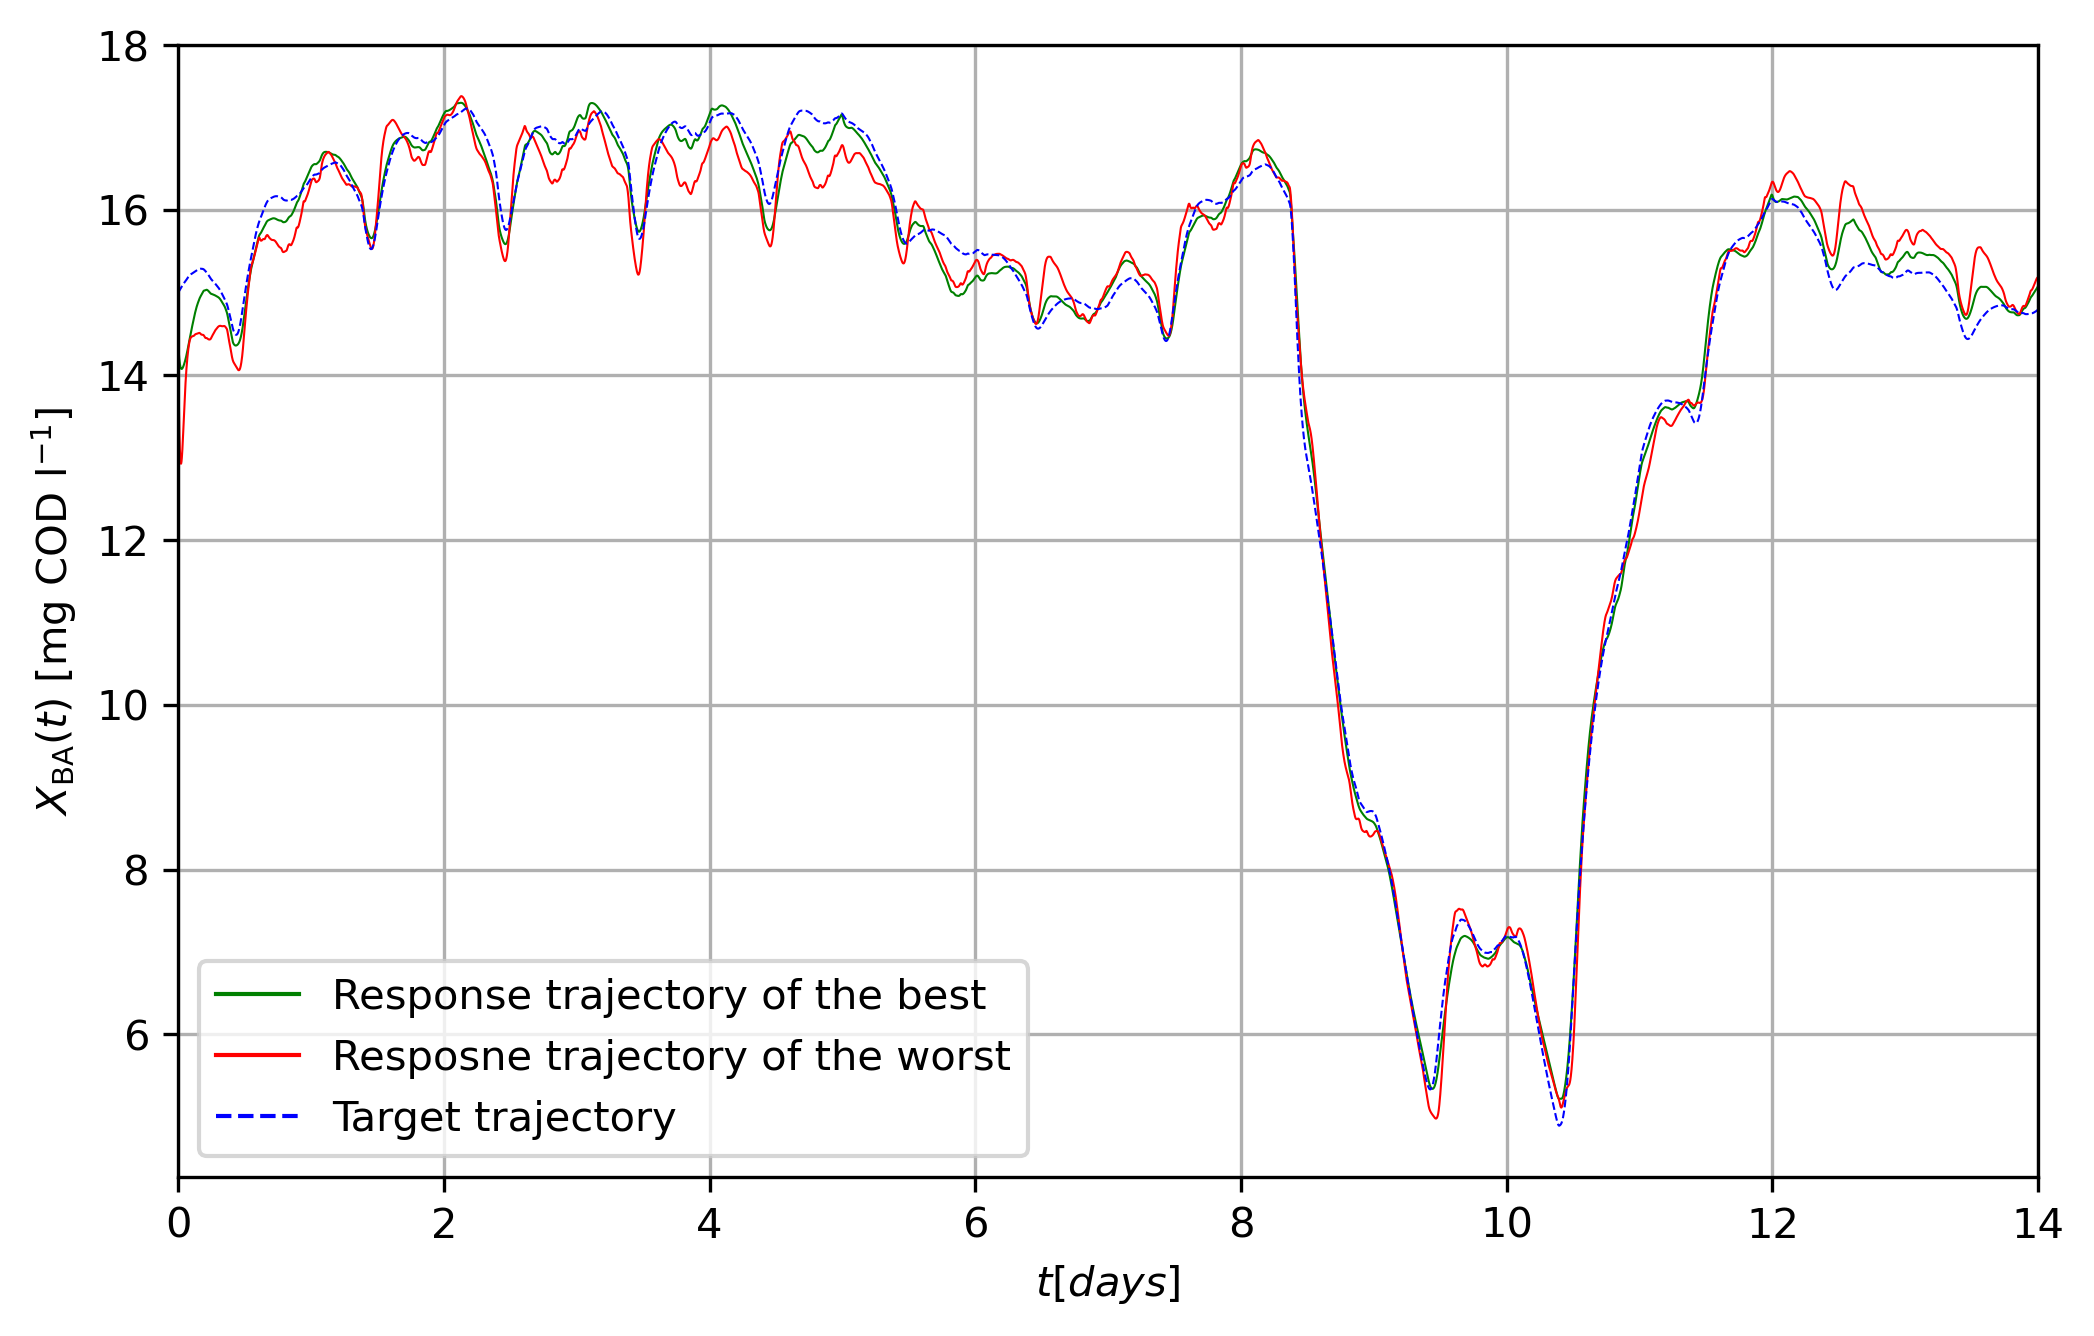 18
16
14
12
10
8
6
X_BA(t) [mg COD l⁻¹]
Response trajectory of the best
Resposne trajectory of the worst
Target trajectory
0 2 4 6 8 10 12 14
t[days]